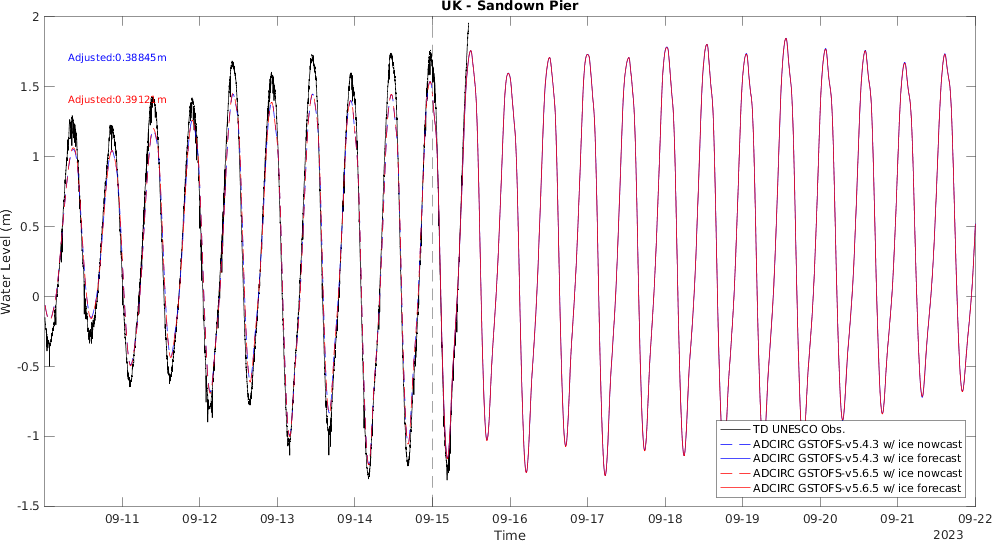 UK - Sandown Pier
2
1.5
1
0.5
0
-0.5
-1
-1.5
Water Level (m)
Adjusted:0.38845m
Adjusted:0.3912 m
TD UNESCO Obs.
ADCIRC GSTOFS-v5.4.3 w/ ice nowcast
ADCIRC GSTOFS-v5.4.3 w/ ice forecast
ADCIRC GSTOFS-v5.6.5 w/ ice nowcast
ADCIRC GSTOFS-v5.6.5 w/ ice forecast
09-11 09-12 09-13 09-14 09-15 09-16 09-17 09-18 09-19 09-20 09-21 09-22
Time
2023